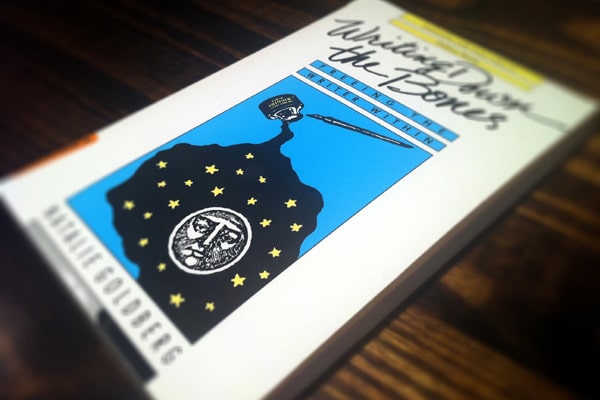 Writing Down
the Bones
FREEING THE
WRITER WITHIN
NATALIE GOLDBERG